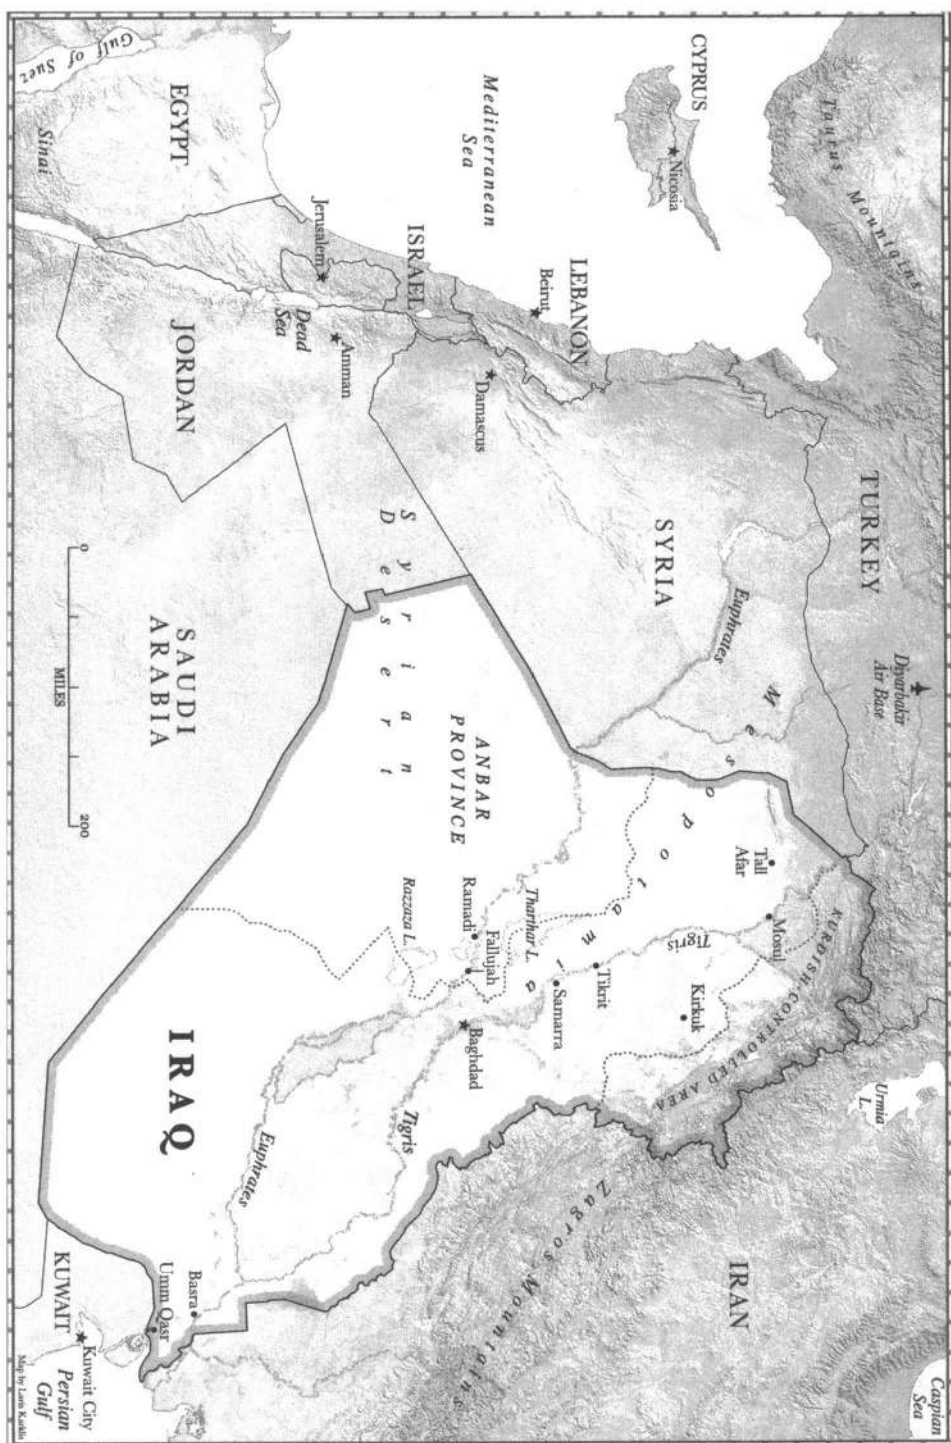 Taurus Mountains
CYPRUS
Nicosia
Mediterranean
Sea
TURKEY
Diyarbakir
Air Base
Urmia
L.
Caspian
Sea
LEBANON
Beirut
SYRIA
Euphrates
Mesopotamia
Tall
Afar
Mosul
KURDISH-CONTROLLED AREA
Tigris
Kirkuk
IRAN
Damascus
Tikrit
Samarra
Zagros Mountains
ISRAEL
Jerusalem
Amman
Dead
Sea
Syrian
Desert
ANBAR
PROVINCE
Tharthar L.
Ramadi
Fallujah
Razzaza L.
Baghdad
Tigris
Euphrates
EGYPT
Sinai
Gulf of Suez
JORDAN
SAUDI
ARABIA
IRAQ
Basra
Umm Qasr
KUWAIT
Kuwait City
Persian
Gulf
0 200
MILES
Map by Laris Karklis